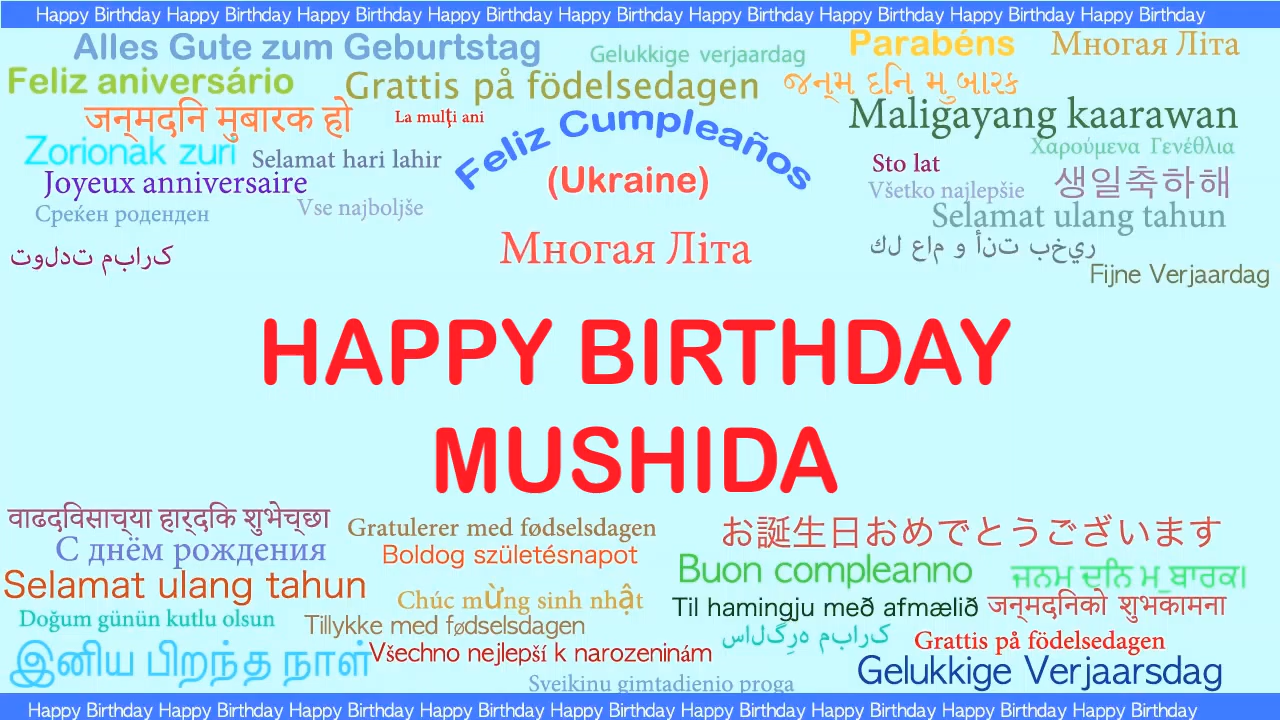 Happy Birthday Happy Birthday Happy Birthday Happy Birthday Happy Birthday Happy Birthday Happy Birthday Happy Birthday Happy Birthday
Alles Gute zum Geburtstag
Gelukkige verjaardag
Parabéns
Многая Літа
Feliz aniversário
Grattis på födelsedagen
જન્મ દનિ મુબારક
जन्मदनि मुबारक हो
La mulţi ani
Feliz Cumpleaños
Maligayang kaarawan
Zorionak zuri
Selamat hari lahir
(Ukraine)
Sto lat
Χαρούμενα Γενέθλια
Joyeux anniversaire
Všetko najlepšie
생일축하해
Среќен роденден
Vse najboljše
Selamat ulang tahun
Многая Літа
تولدت مبارک
كل عام و أنت بخير
Fijne Verjaardag
HAPPY BIRTHDAY
MUSHIDA
वाढदविसाच्या हार्दकि शुभेच्छा
Gratulerer med fødselsdagen
お誕生日おめでとうございます
С днём рождения
Boldog születésnapot
Buon compleanno
ਜਨਮ ਦਨਿ ਮੁਬਾਰਕ।
Selamat ulang tahun
Chúc mừng sinh nhật
Til hamingju með afmælið
जन्मदनिको शुभकामना
Doğum günün kutlu olsun
Tillykke med fødselsdagen
سالگرہ مبارک
Grattis på födelsedagen
இனிய பிறந்த நாள்
Všechno nejlepší k narozeninám
Gelukkige Verjaarsdag
Sveikinu gimtadienio proga
Happy Birthday Happy Birthday Happy Birthday Happy Birthday Happy Birthday Happy Birthday Happy Birthday Happy Birthday Happy Birthday